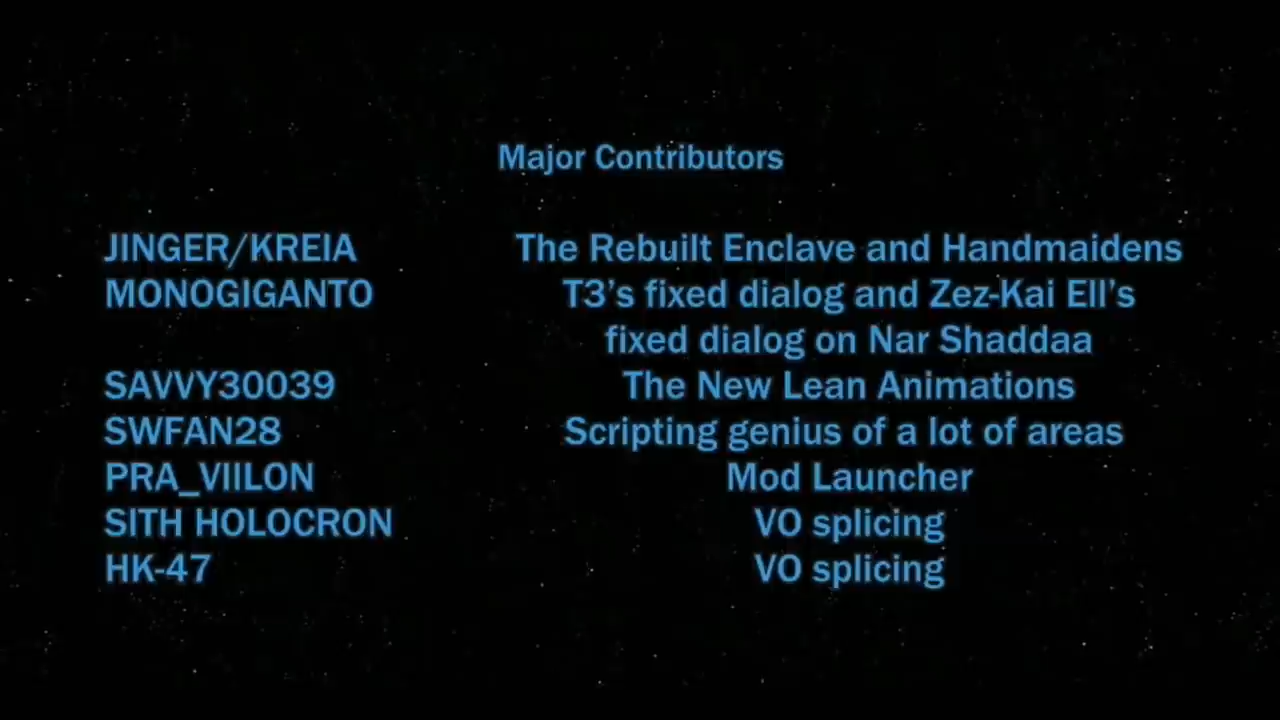 Major Contributors
JINGER/KREIA The Rebuilt Enclave and Handmaidens
MONOGIGANTO T3's fixed dialog and Zez-Kai Ell's
fixed dialog on Nar Shaddaa
SAVVY30039 The New Lean Animations
SWFAN28 Scripting genius of a lot of areas
PRA_VIILON Mod Launcher
SITH HOLOCRON VO splicing
HK-47 VO splicing